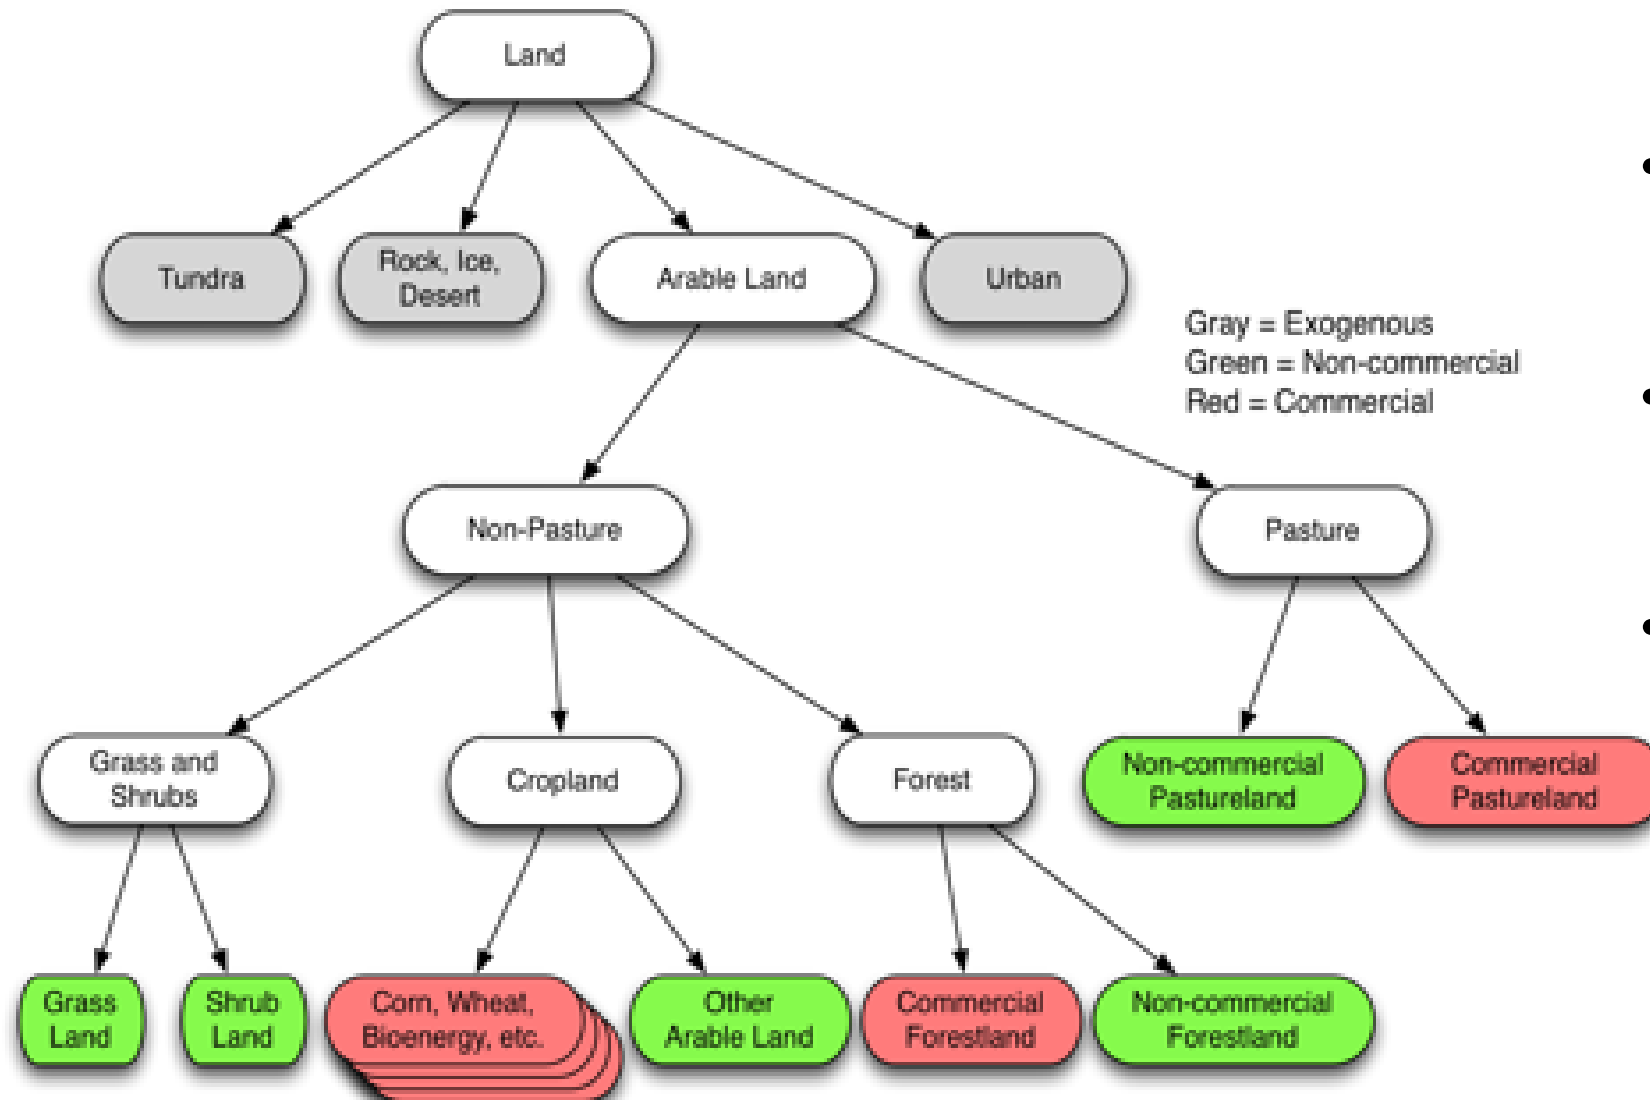 Land
Tundra
Rock, Ice,
Desert
Arable Land
Urban
Gray = Exogenous
Green = Non-commercial
Red = Commercial
Non-Pasture
Pasture
Grass and
Shrubs
Cropland
Forest
Non-commercial
Pastureland
Commercial
Pastureland
Grass
Land
Shrub
Land
Corn, Wheat,
Bioenergy, etc.
Other
Arable Land
Commercial
Forestland
Non-commercial
Forestland